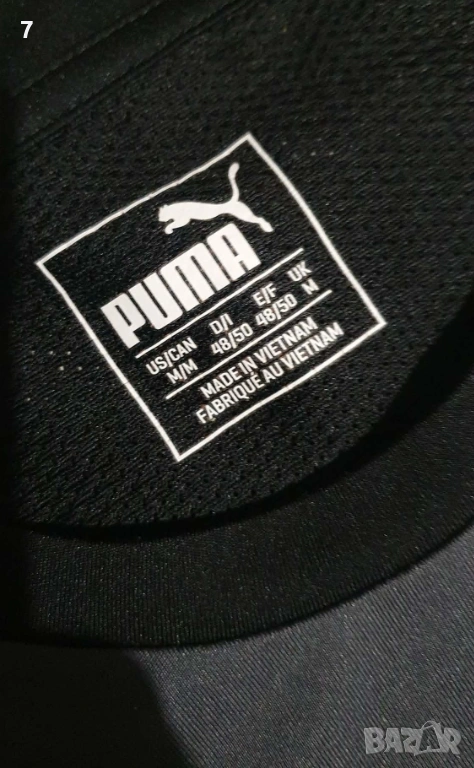 7
PUMA
US/CAN D/I E/F UK
M/M 48/50 48/50 M
MADE IN VIETNAM
FABRIQUÉ AU VIETNAM
BAZAR